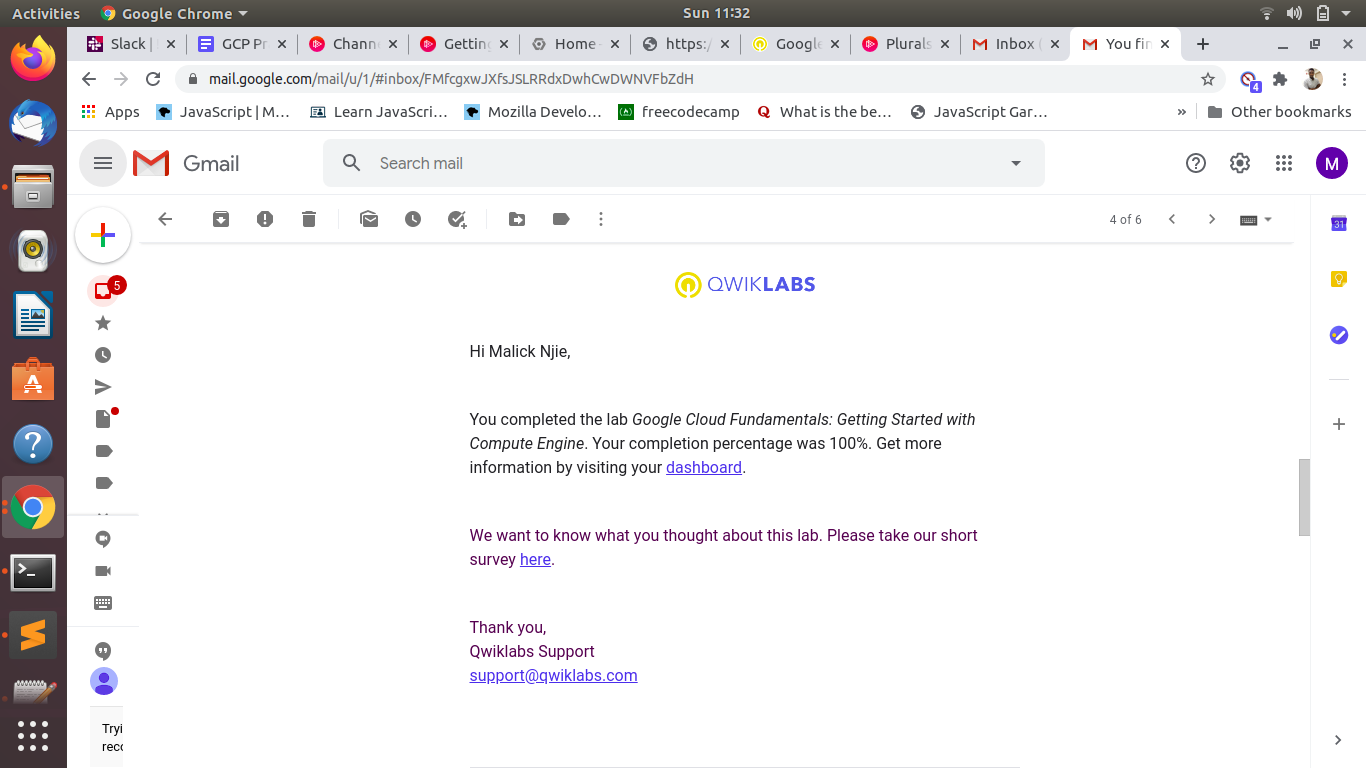 Activities Google Chrome Sun 11:32
Slack | GCP Pr Channe Getting Home- https:/ Google Plurals Inbox ( You fin
mail.google.com/mail/u/1/#inbox/FMfcgxwJXfsJSLRRdxDwhCwDWNVFbZdH
4
Apps JavaScript | M... Learn JavaScri... Mozilla Develo... freecodecamp What is the be... JavaScript Gar... » Other bookmarks
Gmail Search mail M
4 of 6
31
5
QWIKLABS
Hi Malick Njie,
You completed the lab Google Cloud Fundamentals: Getting Started with
Compute Engine. Your completion percentage was 100%. Get more
information by visiting your dashboard.
We want to know what you thought about this lab. Please take our short
survey here.
Thank you,
Qwiklabs Support
support@qwiklabs.com
Tryi
reco